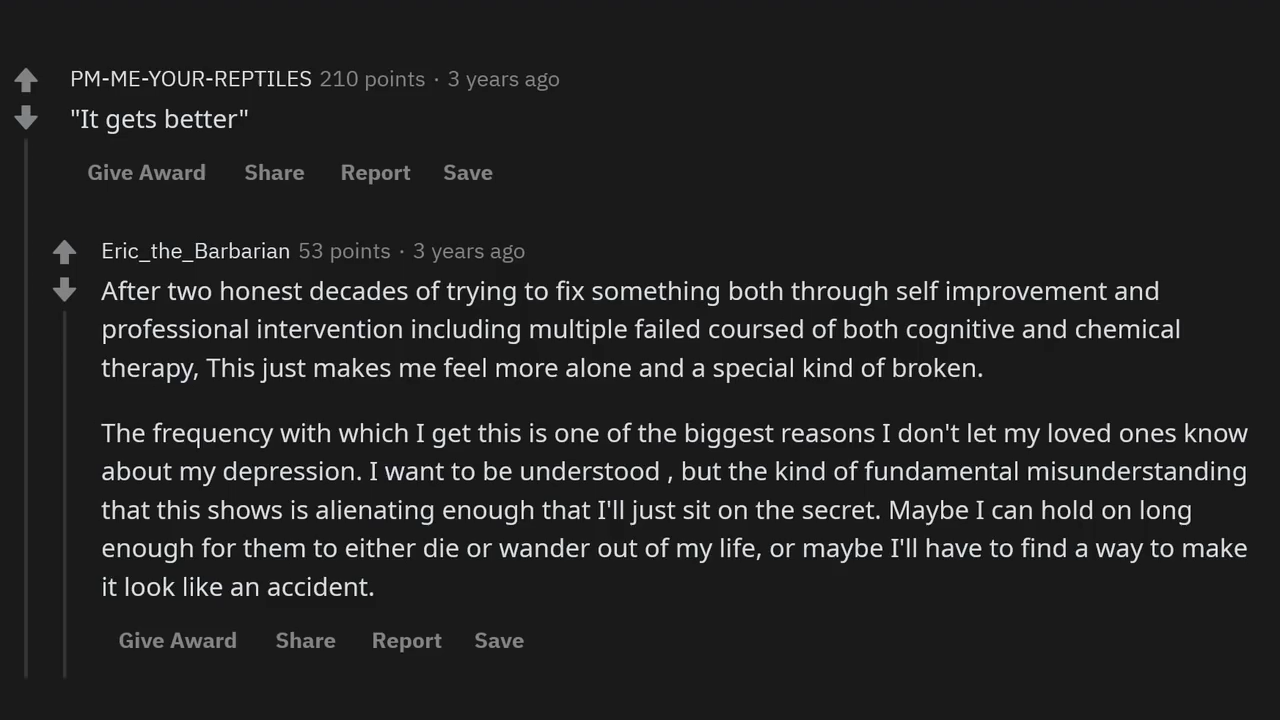 PM-ME-YOUR-REPTILES 210 points · 3 years ago
"It gets better"
Give Award Share Report Save
Eric_the_Barbarian 53 points · 3 years ago
After two honest decades of trying to fix something both through self improvement and
professional intervention including multiple failed coursed of both cognitive and chemical
therapy, This just makes me feel more alone and a special kind of broken.
The frequency with which I get this is one of the biggest reasons I don't let my loved ones know
about my depression. I want to be understood , but the kind of fundamental misunderstanding
that this shows is alienating enough that I'll just sit on the secret. Maybe I can hold on long
enough for them to either die or wander out of my life, or maybe I'll have to find a way to make
it look like an accident.
Give Award Share Report Save